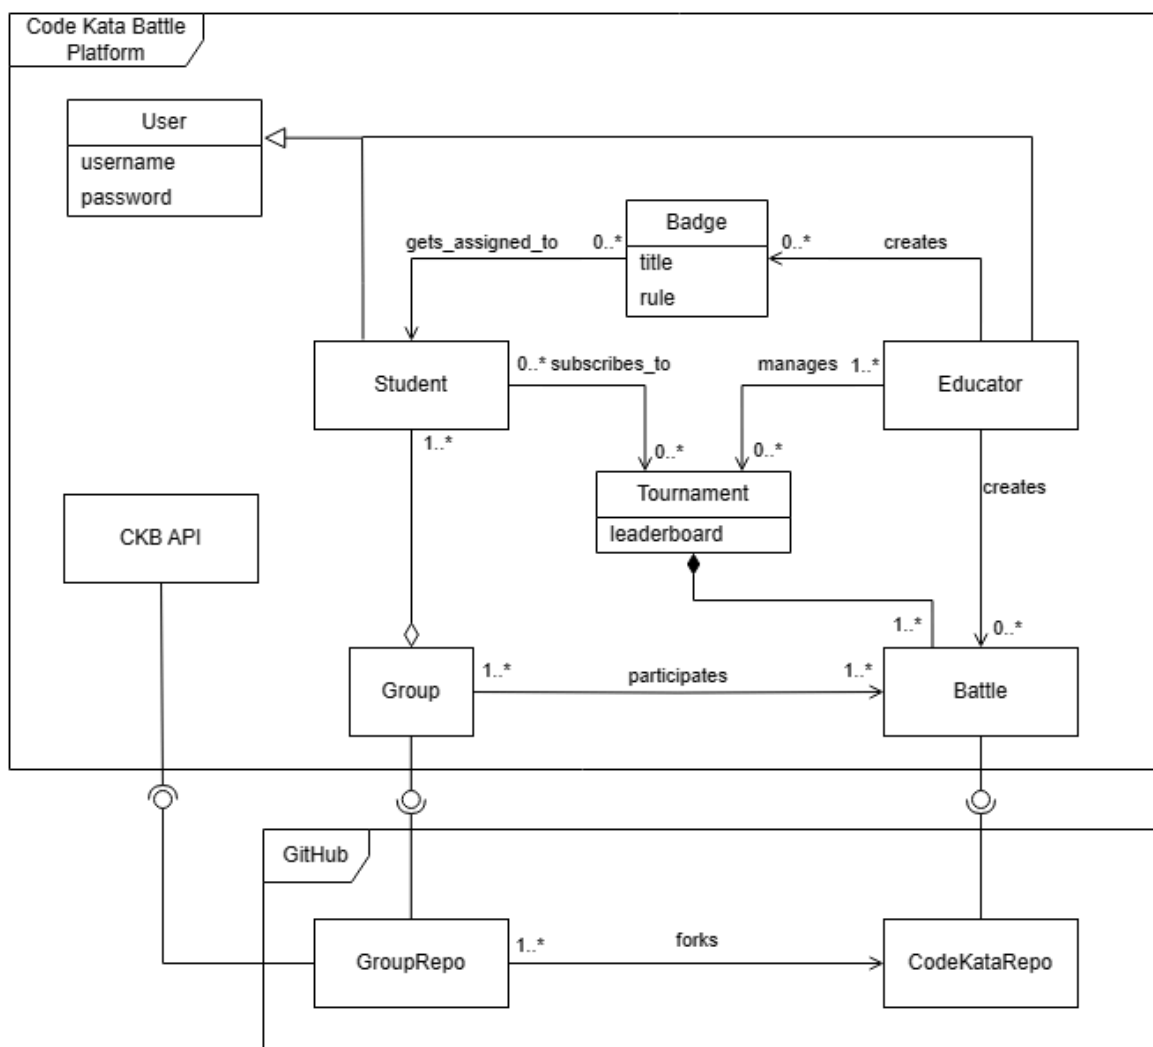 Code Kata Battle
Platform
User
username
password
Badge
title
rule
gets_assigned_to
0..*
0..*
creates
Student
0..*
subscribes_to
manages
1..*
Educator
1..*
0..*
0..*
creates
Tournament
leaderboard
CKB API
1..*
0..*
Group
1..*
participates
1..*
Battle
GitHub
GroupRepo
1..*
forks
CodeKataRepo